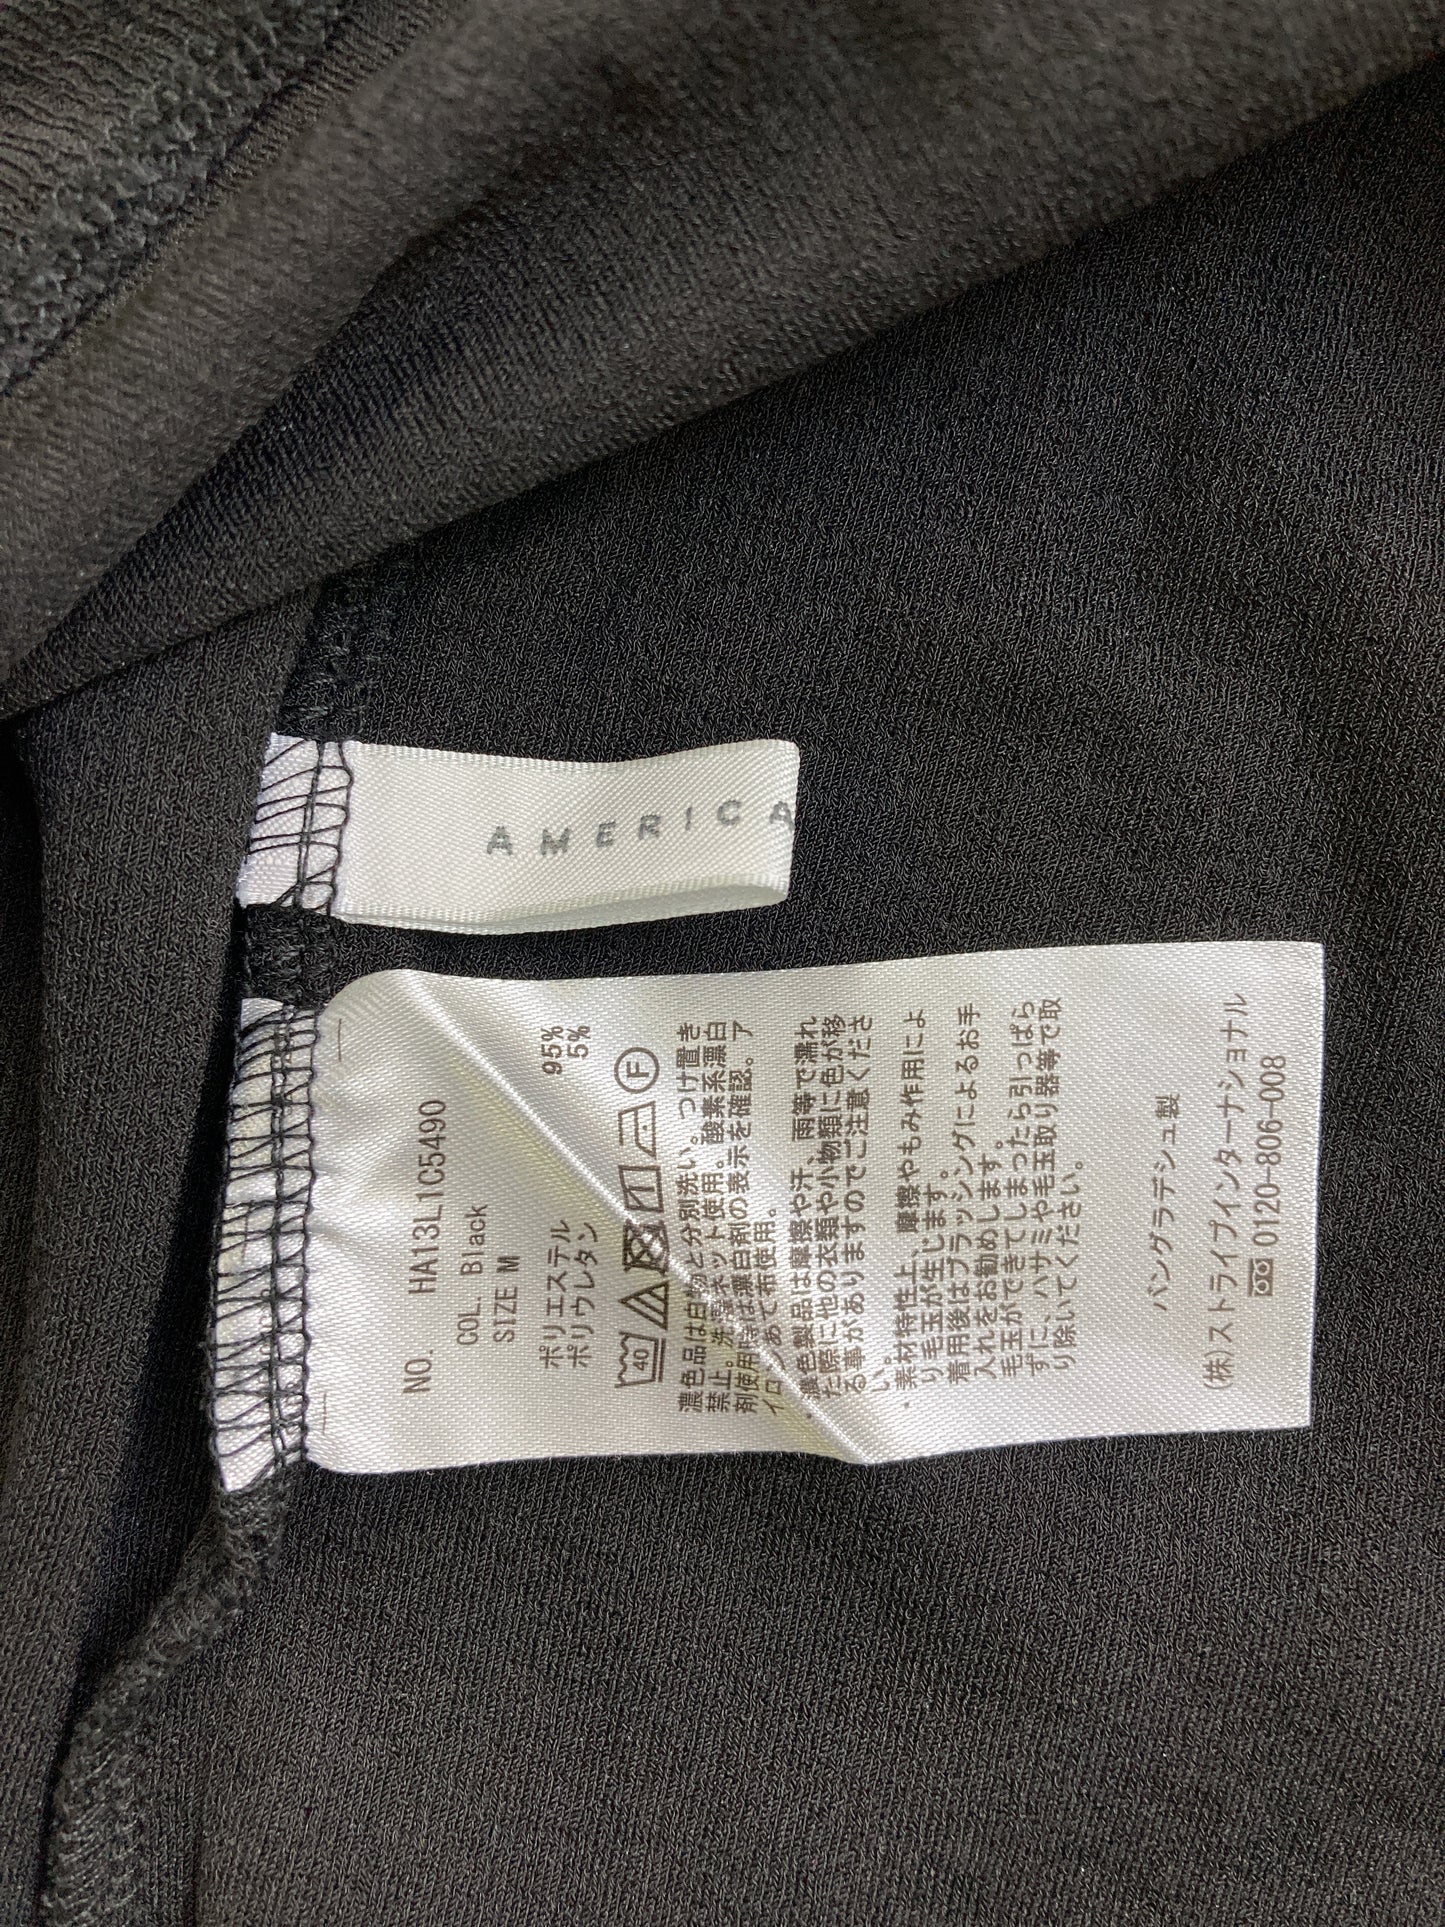 AMERICA
NO. HA13L1C5490
COL. Black
SIZE M
ポリエステル 95%
ポリウレタン 5%
40 F
濃色品は白物と分別洗い。つけ置き
禁止。洗濯ネット使用。酸素系漂白
剤使用時は漂白剤の表示を確認。ア
イロンあて布使用。
・濃色製品は摩擦や汗、雨等で濡れ
た際に他の衣類や小物類に色が移
る事がありますのでご注意くださ
い。
・素材特性上、摩擦やもみ作用によ
り毛玉が生じます。
着用後はブラッシングによるお手
入れをお勧めします。
毛玉ができてしまったら引っぱら
ずに、ハサミや毛玉取り器等で取
り除いてください。
バングラデシュ製
(株)ストライプインターナショナル
0120-806-008